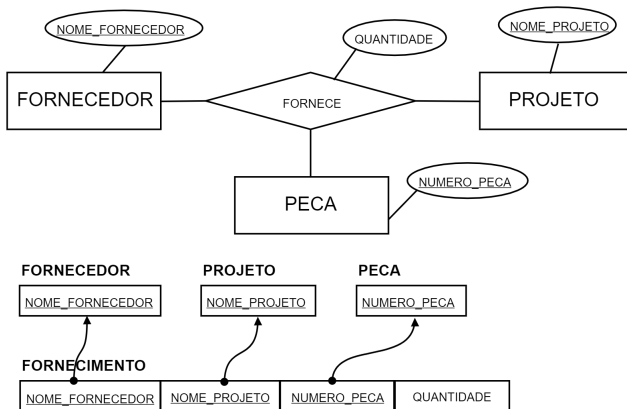 NOME_FORNECEDOR
QUANTIDADE
NOME_PROJETO
FORNECEDOR
FORNECE
PROJETO
PECA
NUMERO_PECA
FORNECEDOR PROJETO PECA
NOME_FORNECEDOR NOME_PROJETO NUMERO_PECA
FORNECIMENTO
NOME_FORNECEDOR NOME_PROJETO NUMERO_PECA QUANTIDADE